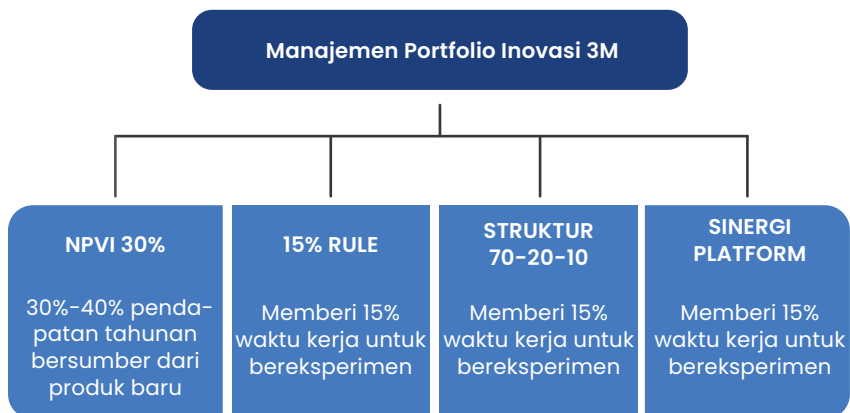 Manajemen Portfolio Inovasi 3M
NPVI 30%
30%-40% penda-
patan tahunan
bersumber dari
produk baru
15% RULE
Memberi 15%
waktu kerja untuk
bereksperimen
STRUKTUR
70-20-10
Memberi 15%
waktu kerja untuk
bereksperimen
SINERGI
PLATFORM
Memberi 15%
waktu kerja untuk
bereksperimen